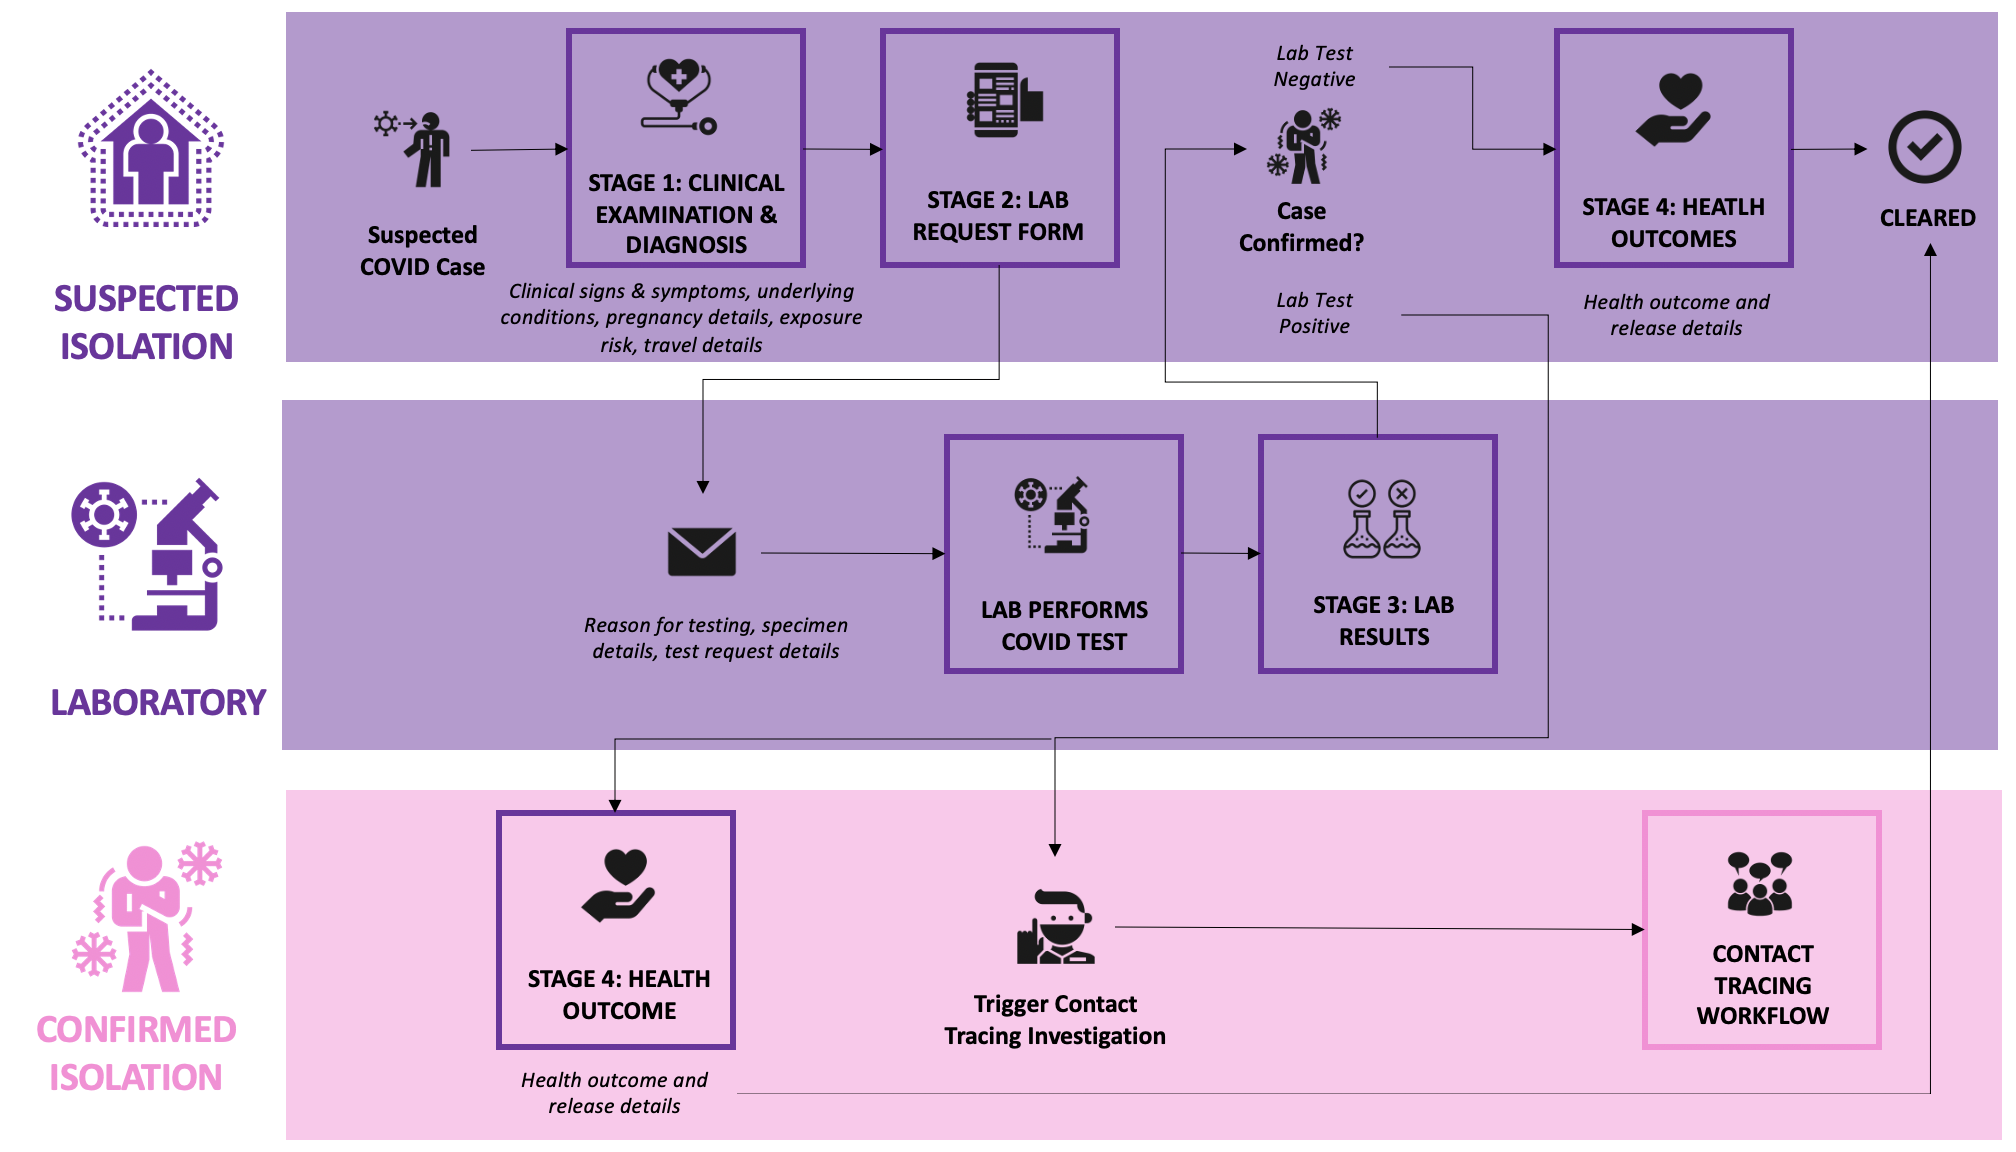 SUSPECTED
ISOLATION
Suspected
COVID Case
STAGE 1: CLINICAL
EXAMINATION &
DIAGNOSIS
Clinical signs & symptoms, underlying
conditions, pregnancy details, exposure
risk, travel details
STAGE 2: LAB
REQUEST FORM
Lab Test
Negative
Case
Confirmed?
Lab Test
Positive
STAGE 4: HEATLH
OUTCOMES
Health outcome and
release details
CLEARED
LABORATORY
Reason for testing, specimen
details, test request details
LAB PERFORMS
COVID TEST
STAGE 3: LAB
RESULTS
CONFIRMED
ISOLATION
STAGE 4: HEALTH
OUTCOME
Health outcome and
release details
Trigger Contact
Tracing Investigation
CONTACT
TRACING
WORKFLOW